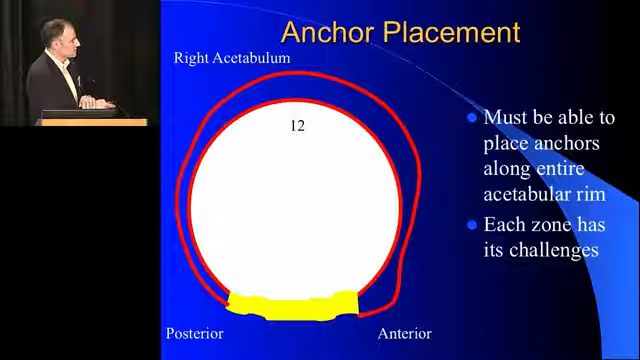 Anchor Placement
Right Acetabulum
12
Must be able to
place anchors
along entire
acetabular rim
Each zone has
its challenges
Posterior
Anterior